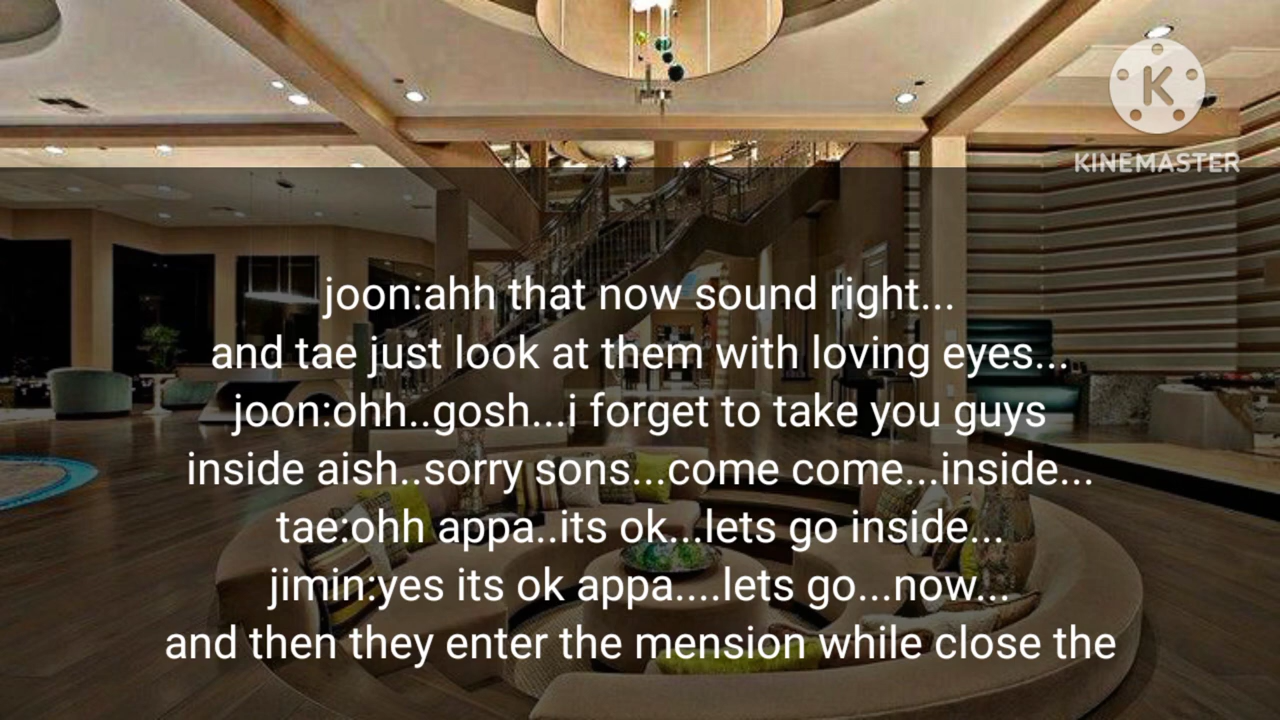 K
KINEMASTER
joon:ahh that now sound right...
and tae just look at them with loving eyes...
joon:ohh..gosh...i forget to take you guys
inside aish..sorry sons...come come...inside...
tae:ohh appa..its ok...lets go inside...
jimin:yes its ok appa....lets go...now...
and then they enter the mension while close the